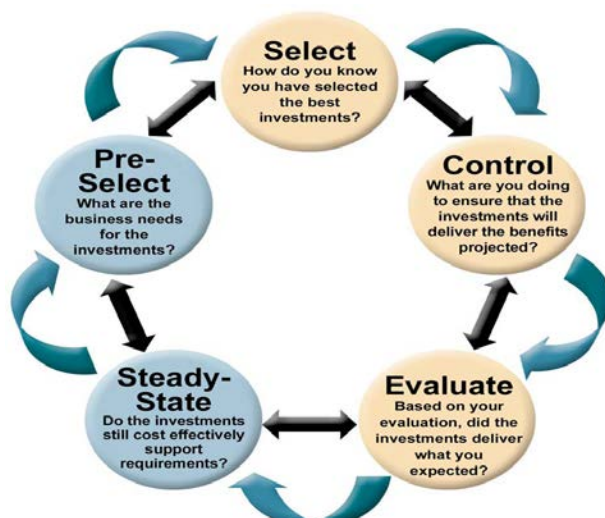 Select
How do you know
you have selected
the best
investments?
Pre-
Select
What are the
business needs
for the
investments?
Control
What are you doing
to ensure that the
investments will
deliver the benefits
projected?
Steady-
State
Do the investments
still cost effectively
support
requirements?
Evaluate
Based on your
evaluation, did the
investments deliver
what you
expected?